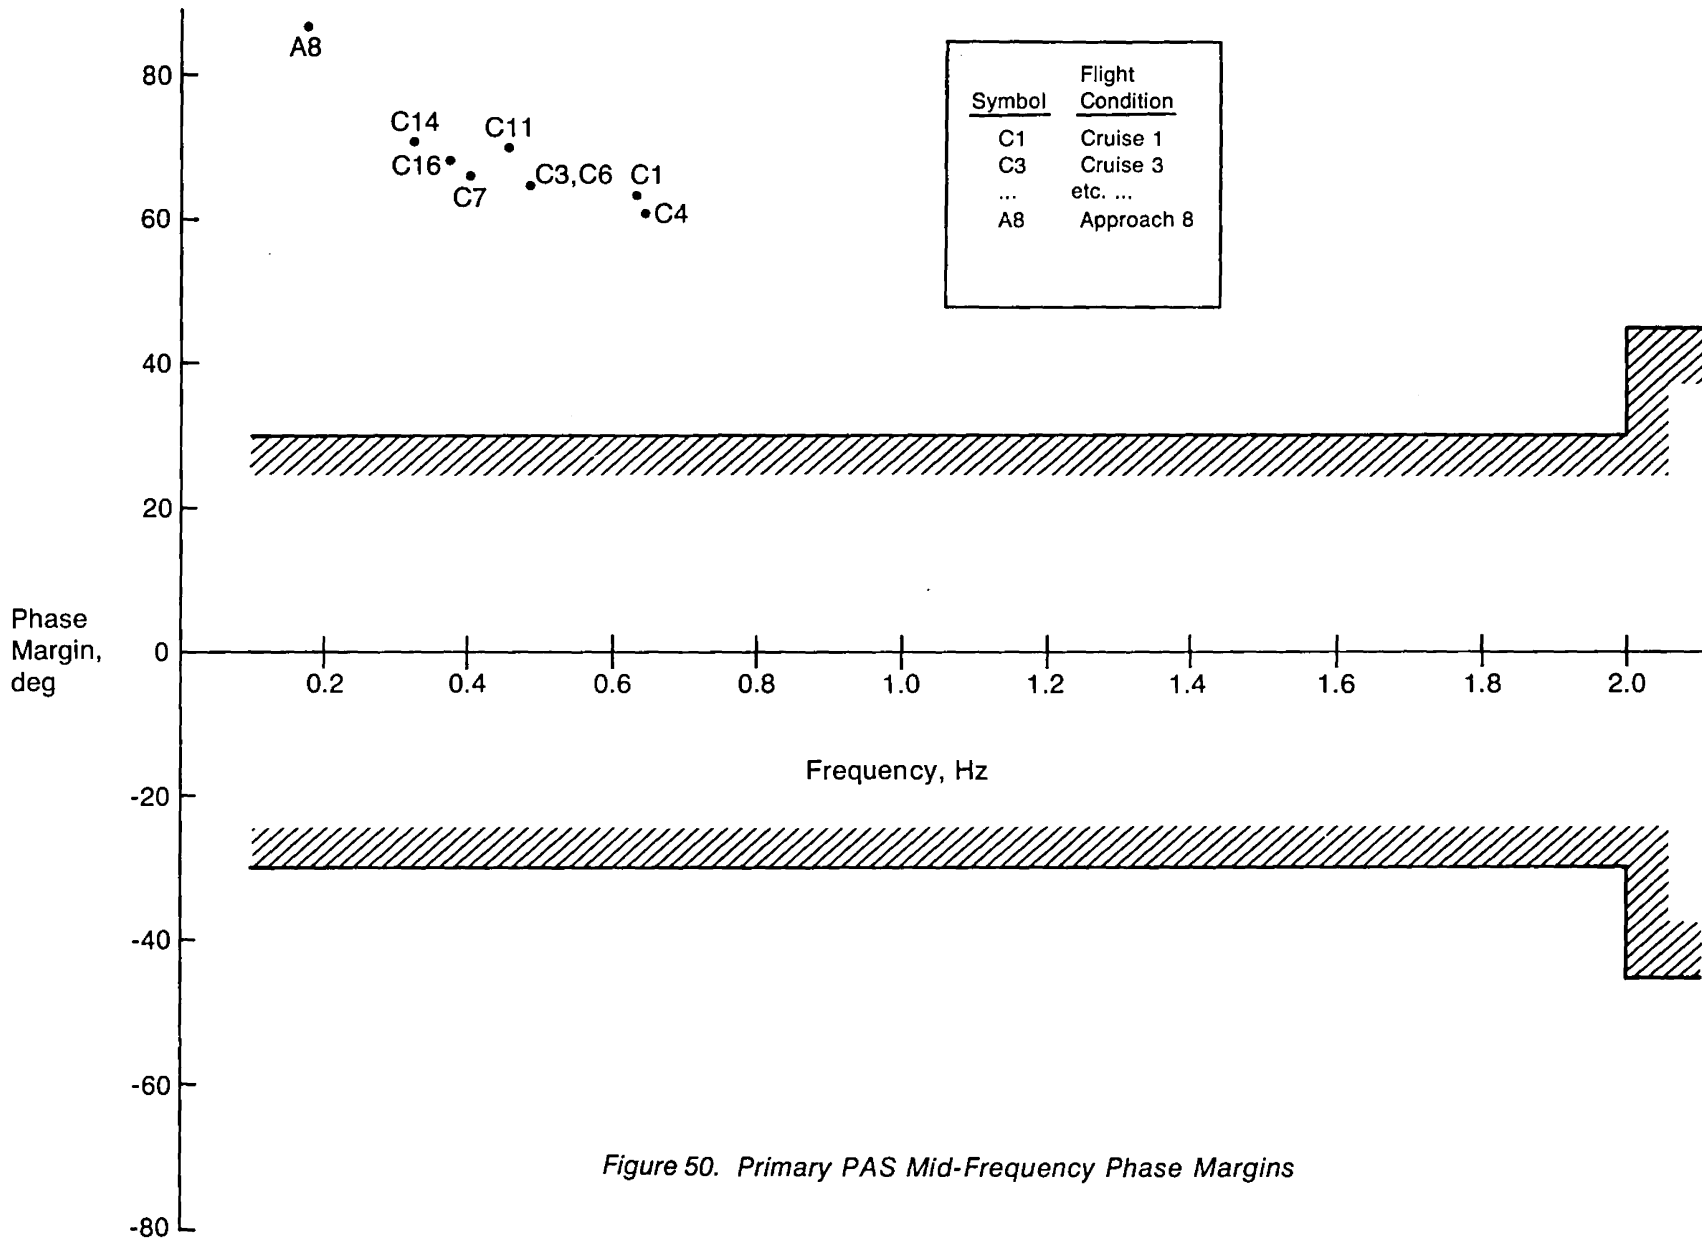 A8
80
C14
C11
C16
C7
C3,C6
C1
C4
60
Flight
Symbol Condition
C1 Cruise 1
C3 Cruise 3
... etc. ...
A8 Approach 8
40
20
Phase
Margin,
deg
0
0.2 0.4 0.6 0.8 1.0 1.2 1.4 1.6 1.8 2.0
Frequency, Hz
-20
-40
-60
-80
Figure 50. Primary PAS Mid-Frequency Phase Margins